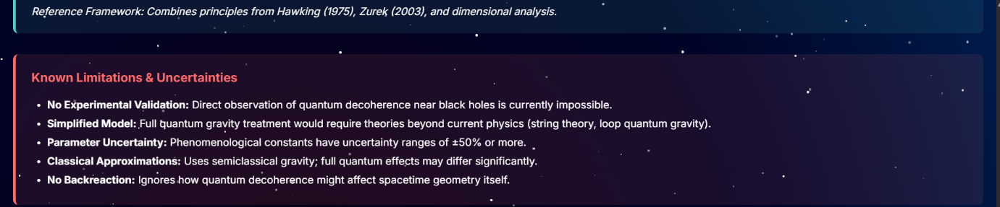 Reference Framework: Combines principles from Hawking (1975), Zurek (2003), and dimensional analysis.
Known Limitations & Uncertainties
• No Experimental Validation: Direct observation of quantum decoherence near black holes is currently impossible.
• Simplified Model: Full quantum gravity treatment would require theories beyond current physics (string theory, loop quantum gravity).
• Parameter Uncertainty: Phenomenological constants have uncertainty ranges of ±50% or more.
• Classical Approximations: Uses semiclassical gravity; full quantum effects may differ significantly.
• No Backreaction: Ignores how quantum decoherence might affect spacetime geometry itself.